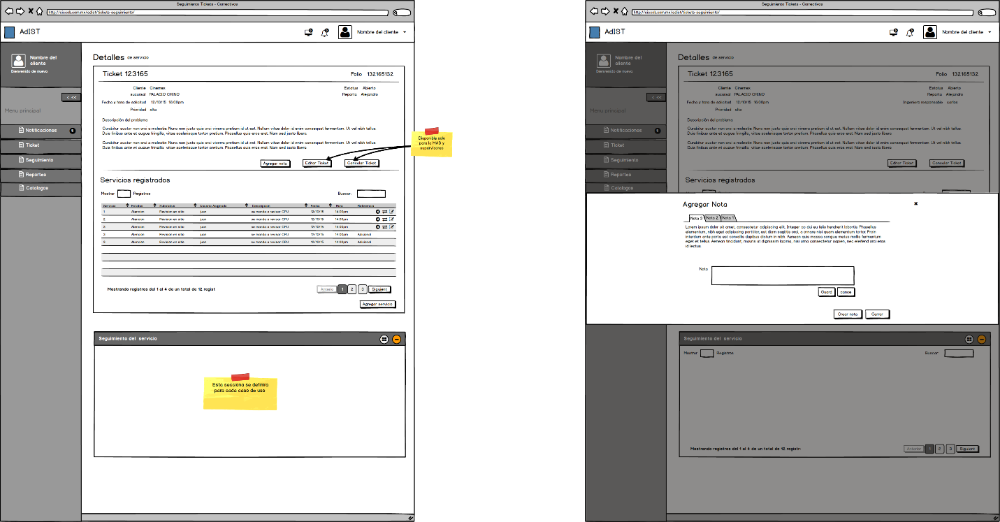 Seguimiento Tickets - Correctivos
http://cisccb.com.mx/adist/tickets-seguimiento/
AdIST
Nombre del cliente
Nombre del
cliente
Bienvenido de nuevo.
< <<
Menu principal
Notificaciones 5
Ticket
Seguimiento
Reportes
Catalogos
Detalles de servicio
Ticket 123165 Folio 132165132
Cliente Cinemex Estatus Abierto
sucursal PALACIO CHINO Reporta Alejandro
Fecha y hora de solicitud 12/10/15 16:00pm
Prioridad alta
Descripción del problema
Curabitur auctor non orci a molestie. Nunc non justo quis orci viverra pretium id ut est. Nullam vitae dolor id enim consequat fermentum. Ut vel nibh tellus.
Duis finibus ante et augue fringilla, vitae scelerisque tortor pretium. Phasellus quis eros erat. Nam sed justo libero.
Curabitur auctor non orci a molestie. Nunc non justo quis orci viverra pretium id ut est. Nullam vitae dolor id enim consequat fermentum. Ut vel nibh tellus.
Duis finibus ante et augue fringilla, vitae scelerisque tortor pretium. Phasellus quis eros erat. Nam sed justo libero.
Agregar nota Editar Ticket Cancelar Ticket
Disponible solo
para la MAS y
supervisores
Servicios registrados
Mostrar Registros Buscar:
Servicio Estatus Subestatus Usuario Asignado Descripcion Fecha Hora Referencia
1 Atencion Revision en sitio juan se manda a revisar CPU 12/10/15 14:00pm
2 Atencion Revision en sitio juan se manda a revisar CPU 12/10/15 14:00pm
3 Atencion Revision en sitio juan se manda a revisar CPU 12/10/15 14:00pm
3 Atencion Revision en sitio juan se manda a revisar CPU 12/10/15 14:00pm Adicional
3 Atencion Revision en sitio juan se manda a revisar CPU 12/10/15 14:00pm Adicional
Mostrando registros del 1 al 4 de un total de 12 regist
Anterio 1 2 3 Siguient
Agregar servicio
Seguimiento del servicio
Esta secciona se definira
para cada caso de uso
Seguimiento Tickets - Correctivos
http://cisccb.com.mx/adist/tickets-seguimiento/
AdIST
Nombre del cliente
Nombre del
cliente
Bienvenido de nuevo.
< <<
Menu principal
Notificaciones 5
Ticket
Seguimiento
Reportes
Catalogos
Detalles de servicio
Ticket 123165 Folio 132165132
Cliente Cinemex Estatus Abierto
sucursal PALACIO CHINO Reporta Alejandro
Fecha y hora de solicitud 12/10/15 16:00pm Ingeniero responsable carlos
Prioridad alta
Descripción del problema
Curabitur auctor non orci a molestie. Nunc non justo quis orci viverra pretium id ut est. Nullam vitae dolor id enim consequat fermentum. Ut vel nibh tellus.
Duis finibus ante et augue fringilla, vitae scelerisque tortor pretium. Phasellus quis eros erat. Nam sed justo libero.
Curabitur auctor non orci a molestie. Nunc non justo quis orci viverra pretium id ut est. Nullam vitae dolor id enim consequat fermentum. Ut vel nibh tellus.
Duis finibus ante et augue fringilla, vitae scelerisque tortor pretium. Phasellus quis eros erat. Nam sed justo libero.
Editar Ticket Cancelar Ticket
Servicios registrados
Agregar Nota
Nota 3 Nota 2 Nota 1
Lorem ipsum dolor sit amet, consectetur adipiscing elit. Integer ac dui eu felis hendrerit lobortis. Phasellus
elementum, nibh eget adipiscing porttitor, est diam sagittis orci, a ornare nisi quam elementum tortor. Proin
interdum ante porta est convallis dapibus dictum in nibh. Aenean quis massa congue metus mollis fermentum
eget et tellus. Aenean tincidunt, mauris ut dignissim lacinia, nisi urna consectetur sapien, nec eleifend orci eros
id lectus.
Nota
Guard cance
Crear nota Cerrar
Seguimiento del servicio
Mostrar Registros Buscar:
Mostrando registros del 1 al 4 de un total de 12 registr
Anterior 1 2 3 Siguient